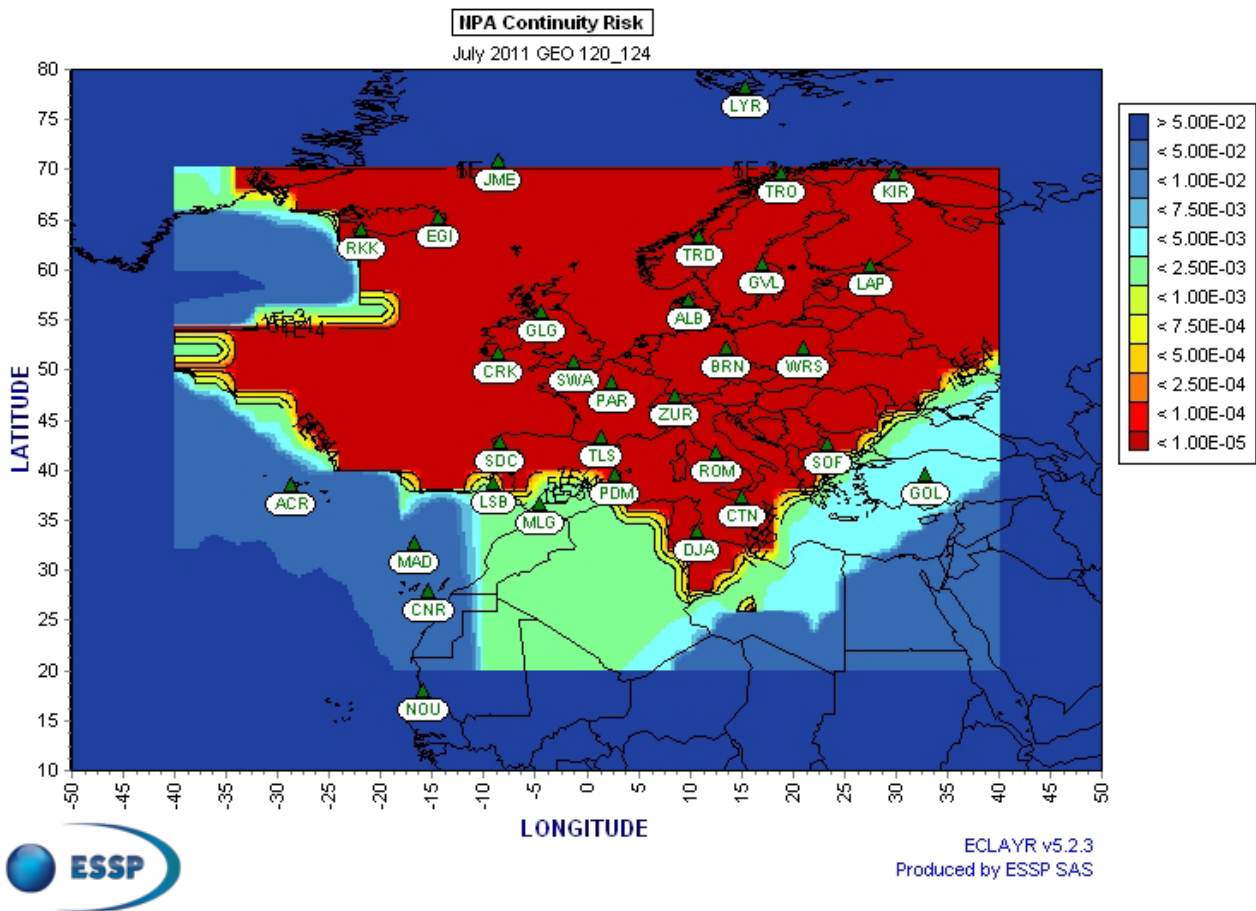 NPA Continuity Risk
July 2011 GEO 120_124
LATITUDE
80
75
70
65
60
55
50
45
40
35
30
25
20
15
10
LYR
JME
TRO
KIR
EGI
RKK
TRD
GVL
LAP
ALB
GLG
CRK
SWA
BRN
WRS
PAR
ZUR
SDC
TLS
ROM
SOF
ACR
LSB
PDM
GOL
MLG
CTN
MAD
DJA
CNR
NOU
> 5.00E-02
< 5.00E-02
< 1.00E-02
< 7.50E-03
< 5.00E-03
< 2.50E-03
< 1.00E-03
< 7.50E-04
< 5.00E-04
< 2.50E-04
< 1.00E-04
< 1.00E-05
-50 -45 -40 -35 -30 -25 -20 -15 -10 -5 0 5 10 15 20 25 30 35 40 45 50
LONGITUDE
ESSP
ECLAYR v5.2.3
Produced by ESSP SAS